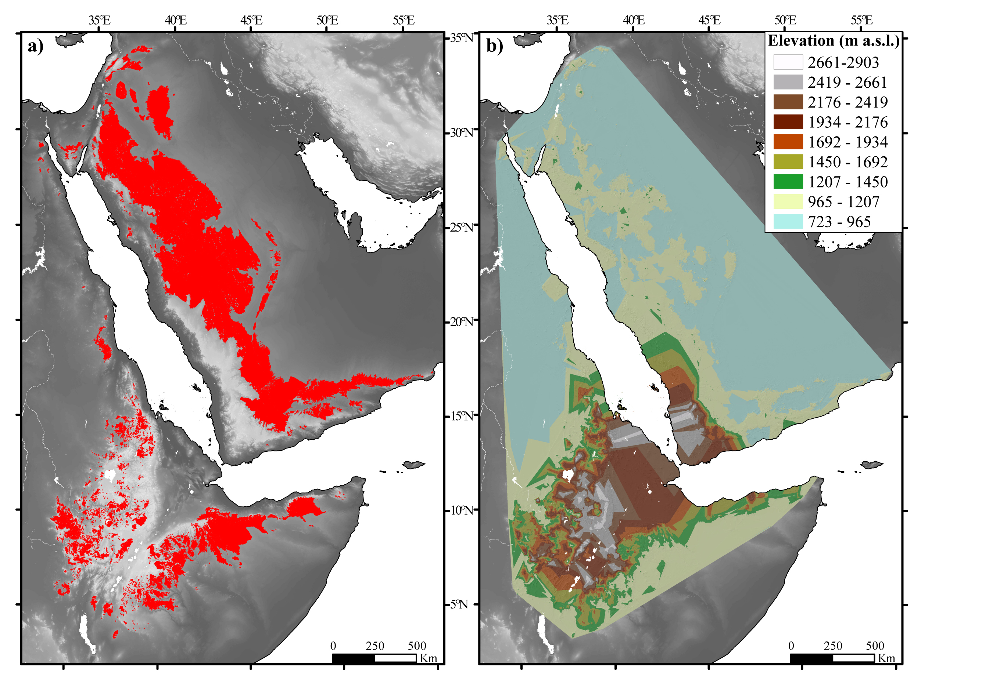 35°E 40°E 45°E 50°E 55°E
35°E 40°E 45°E 50°E 55°E
a)
b)
35°N
30°N
25°N
20°N
15°N
10°N
5°N
Elevation (m a.s.l.)
2661-2903
2419 - 2661
2176 - 2419
1934 - 2176
1692 - 1934
1450 - 1692
1207 - 1450
965 - 1207
723 - 965
0 250 500
Km
0 250 500
Km